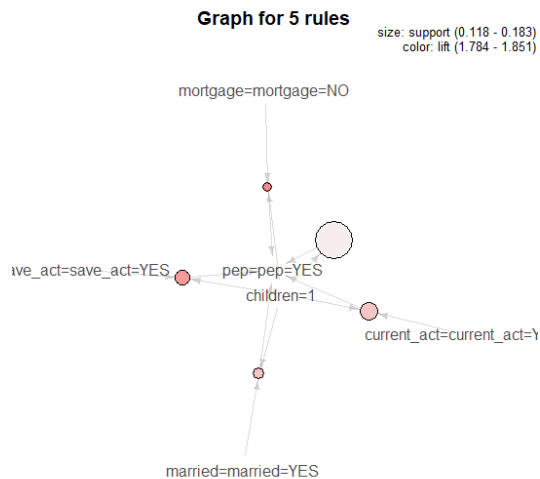 Graph for 5 rules
size: support (0.118 - 0.183)
color: lift (1.784 - 1.851)
mortgage=mortgage=NO
ave_act=save_act=YES
pep=pep=YES
children=1
current_act=current_act=Y
married=married=YES